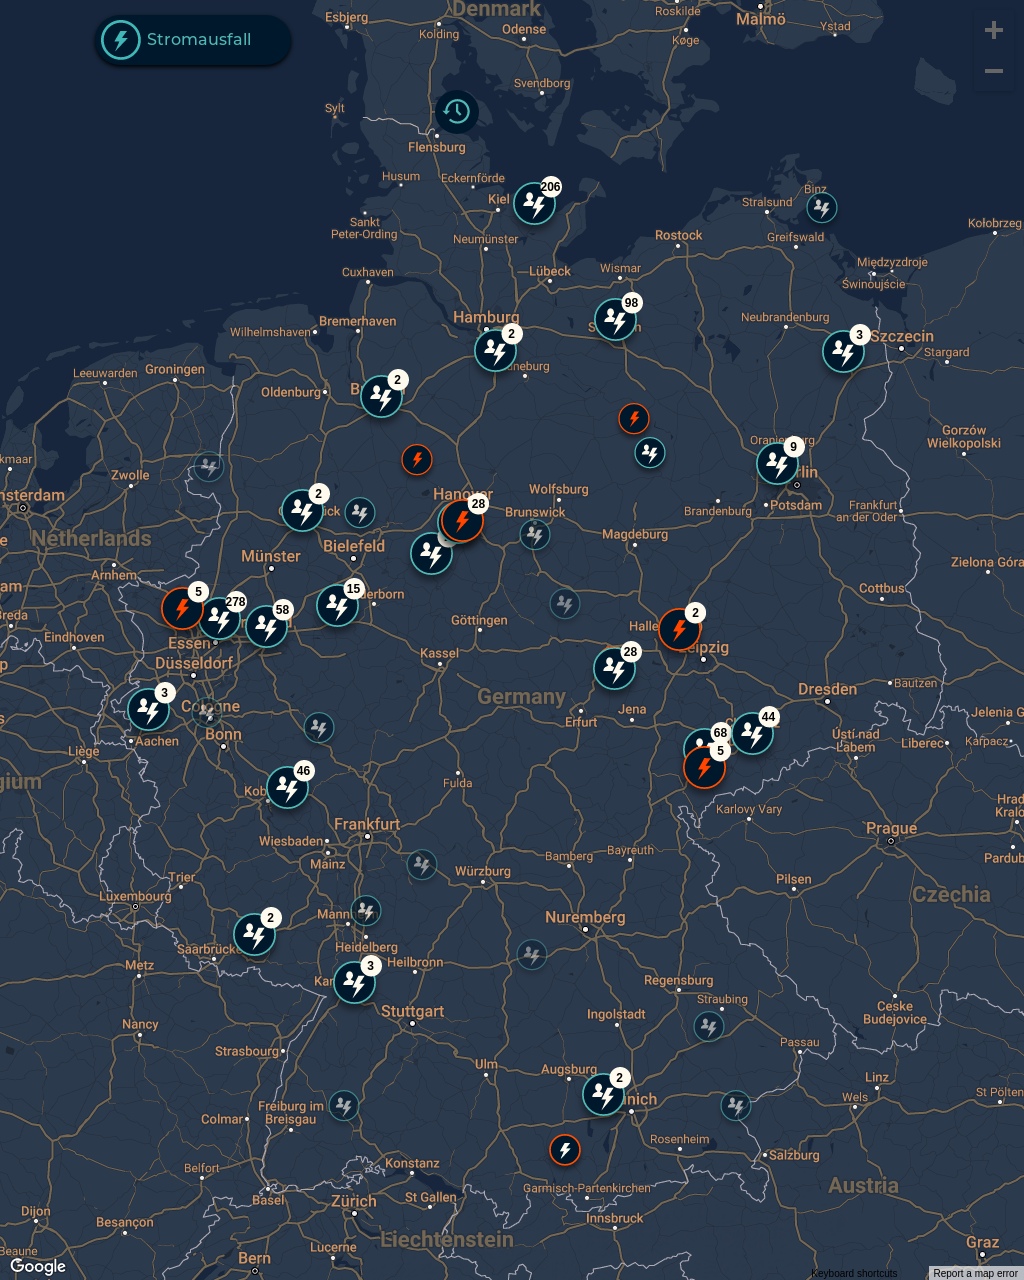 Denmark
Esbjerg
Kolding
Odense
Roskilde
Malmö
Ystad
Køge
Stromausfall
+
−
Svendborg
Sylt
Flensburg
Husum
Eckernförde
Kiel
206
Binz
Stralsund
Sankt
Peter-Ording
Neumünster
Rostock
Greifswald
Kołobrzeg
Cuxhaven
Lübeck
Wismar
Międzyzdroje
Świnoujście
98
Hamburg
Bremerhaven
Wilhelmshaven
2
Neubrandenburg
3
Szczecin
Stargard
Groningen
Leeuwarden
2
Oldenburg
Gorzów
Wielkopolski
9
Zwolle
Hanover
Wolfsburg
2
28
Brunswick
Brandenburg
Potsdam
Frankfurt
an der Oder
Netherlands
Münster
Bielefeld
Magdeburg
Zielona Góra
Arnhem
Cottbus
5
278
58
15
Göttingen
Halle
2
Eindhoven
Essen
Düsseldorf
Kassel
28
Germany
Dresden
Bautzen
3
Cologne
Bonn
Aachen
Liège
Erfurt
Jena
44
68
5
Ústí nad
Labem
Liberec
Jelenia G
Karpacz
46
Fulda
Karlovy Vary
Prague
Frankfurt
Wiesbaden
Mainz
Bamberg
Bayreuth
Würzburg
Trier
Luxembourg
Pilsen
Czechia
2
Nuremberg
Heidelberg
Heilbronn
3
Metz
Regensburg
Straubing
Ceske
Budejovice
Stuttgart
Ingolstadt
Nancy
Strasbourg
Passau
Ulm
Augsburg
2
Linz
Wels
St Pölten
Colmar
Freiburg im
Breisgau
Rosenheim
Salzburg
Belfort
Konstanz
Garmisch-Partenkirchen
Austria
Basel
Zürich
St Gallen
Dijon
Besançon
Innsbruck
Liechtenstein
Lucerne
Bern
Graz
Beaune
Google
Keyboard shortcuts
Report a map error